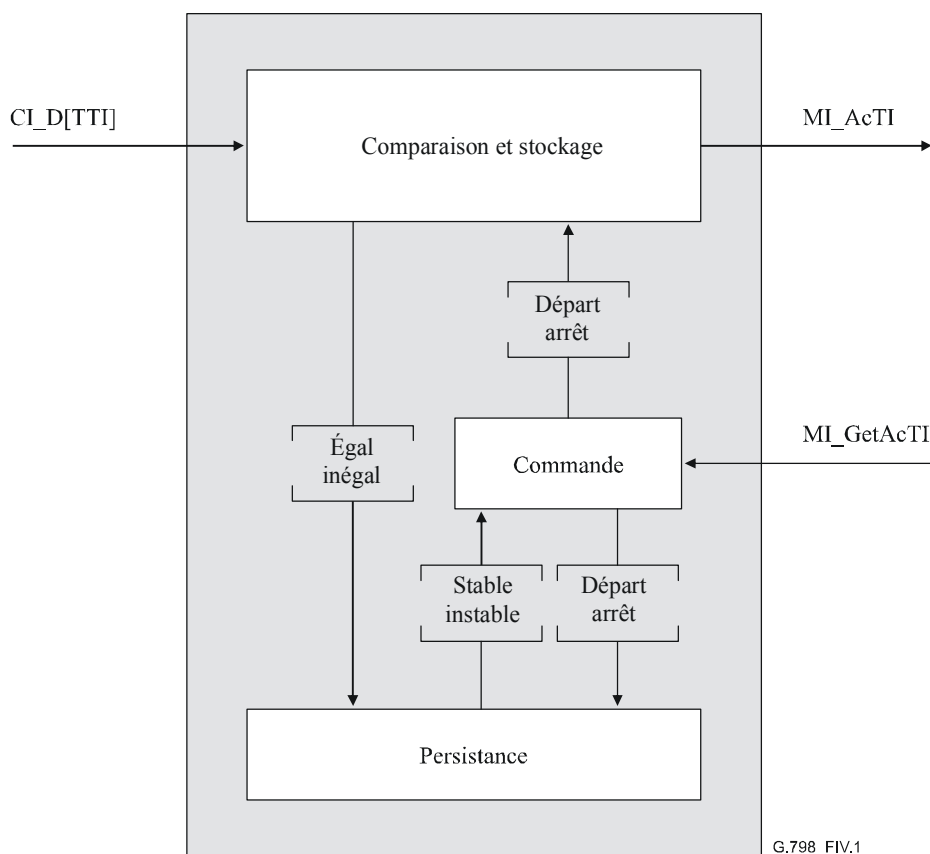 CI_D[TTI]
MI_AcTI
Comparaison et stockage
Départ
arrêt
MI_GetAcTI
Égal
inégal
Commande
Stable
instable
Départ
arrêt
Persistance
G.798_FIV.1